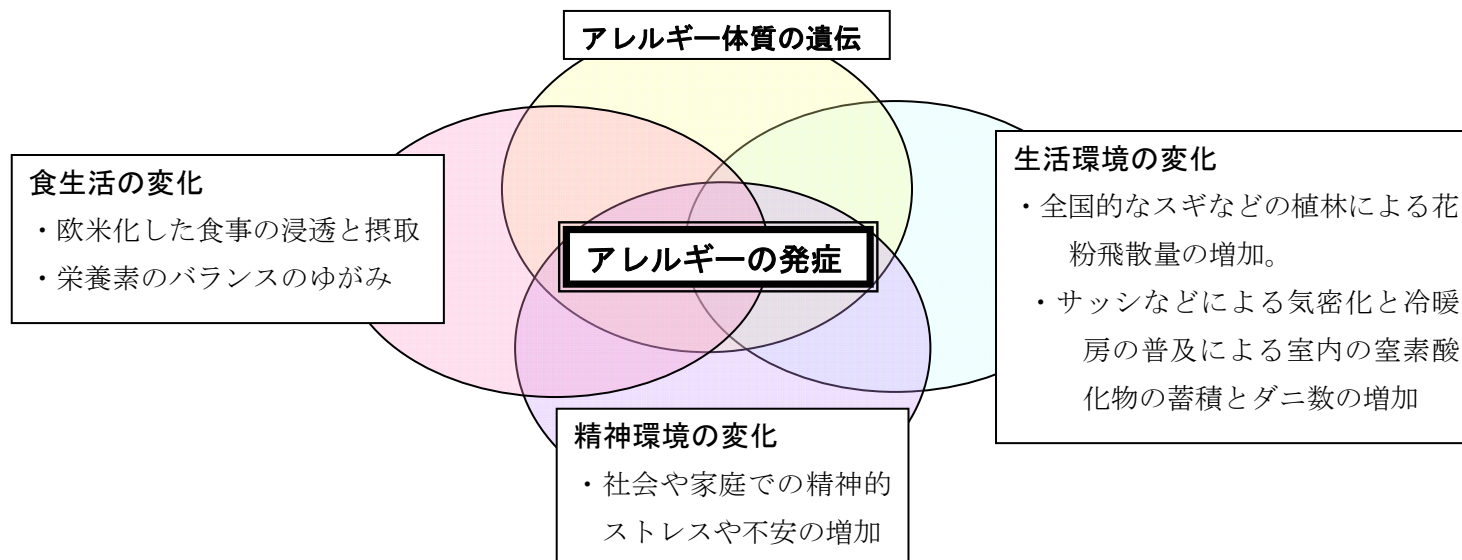 アレルギー体質の遺伝
食生活の変化
・欧米化した食事の浸透と摂取
・栄養素のバランスのゆがみ
アレルギーの発症
生活環境の変化
・全国的なスギなどの植林による花
粉飛散量の増加。
・サッシなどによる気密化と冷暖
房の普及による室内の窒素酸
化物の蓄積とダニ数の増加
精神環境の変化
・社会や家庭での精神的
ストレスや不安の増加